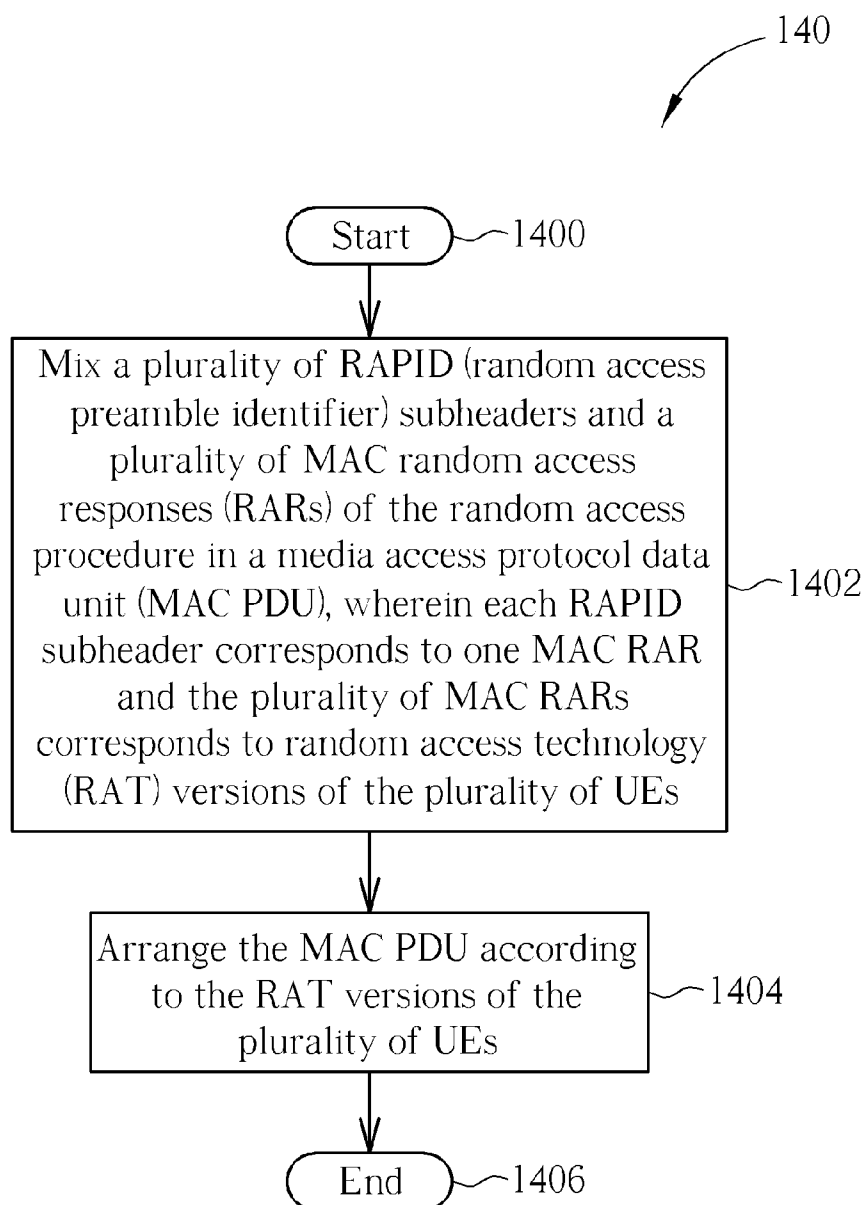 140
Start
1400
Mix a plurality of RAPID (random access
preamble identifier) subheaders and a
plurality of MAC random access
responses (RARs) of the random access
procedure in a media access protocol data
unit (MAC PDU), wherein each RAPID
subheader corresponds to one MAC RAR
and the plurality of MAC RARs
corresponds to random access technology
(RAT) versions of the plurality of UEs
1402
Arrange the MAC PDU according
to the RAT versions of the
plurality of UEs
1404
End
1406